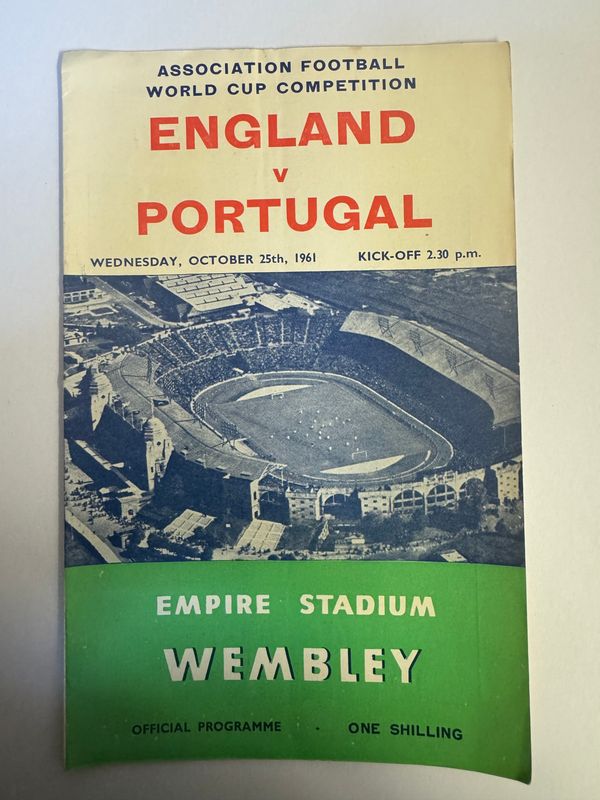 ASSOCIATION FOOTBALL
WORLD CUP COMPETITION
ENGLAND
v
PORTUGAL
WEDNESDAY, OCTOBER 25th, 1961 KICK-OFF 2.30 p.m.
EMPIRE STADIUM
WEMBLEY
OFFICIAL PROGRAMME · ONE SHILLING